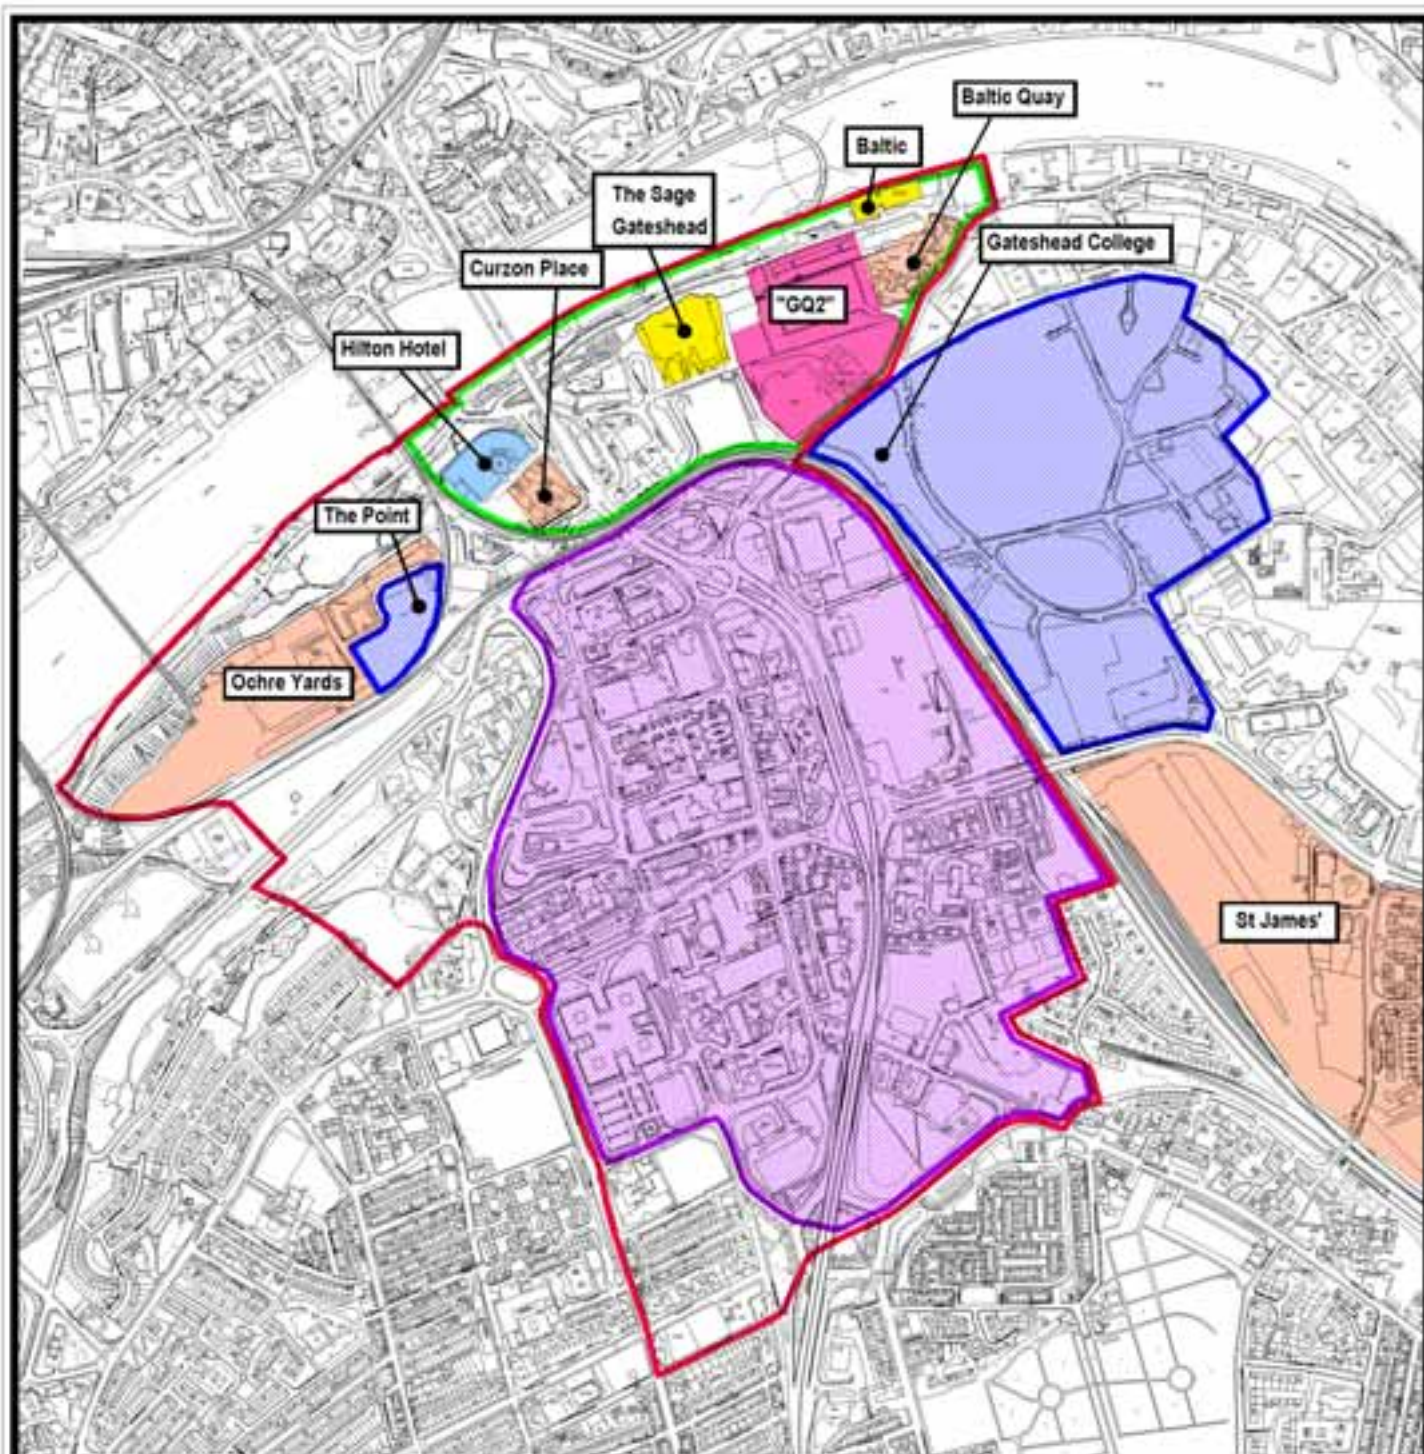 Baltic Quay
Baltic
The Sage
Gateshead
Gateshead College
Curzon Place
"GQ2"
Hilton Hotel
The Point
Ochre Yards
St James'